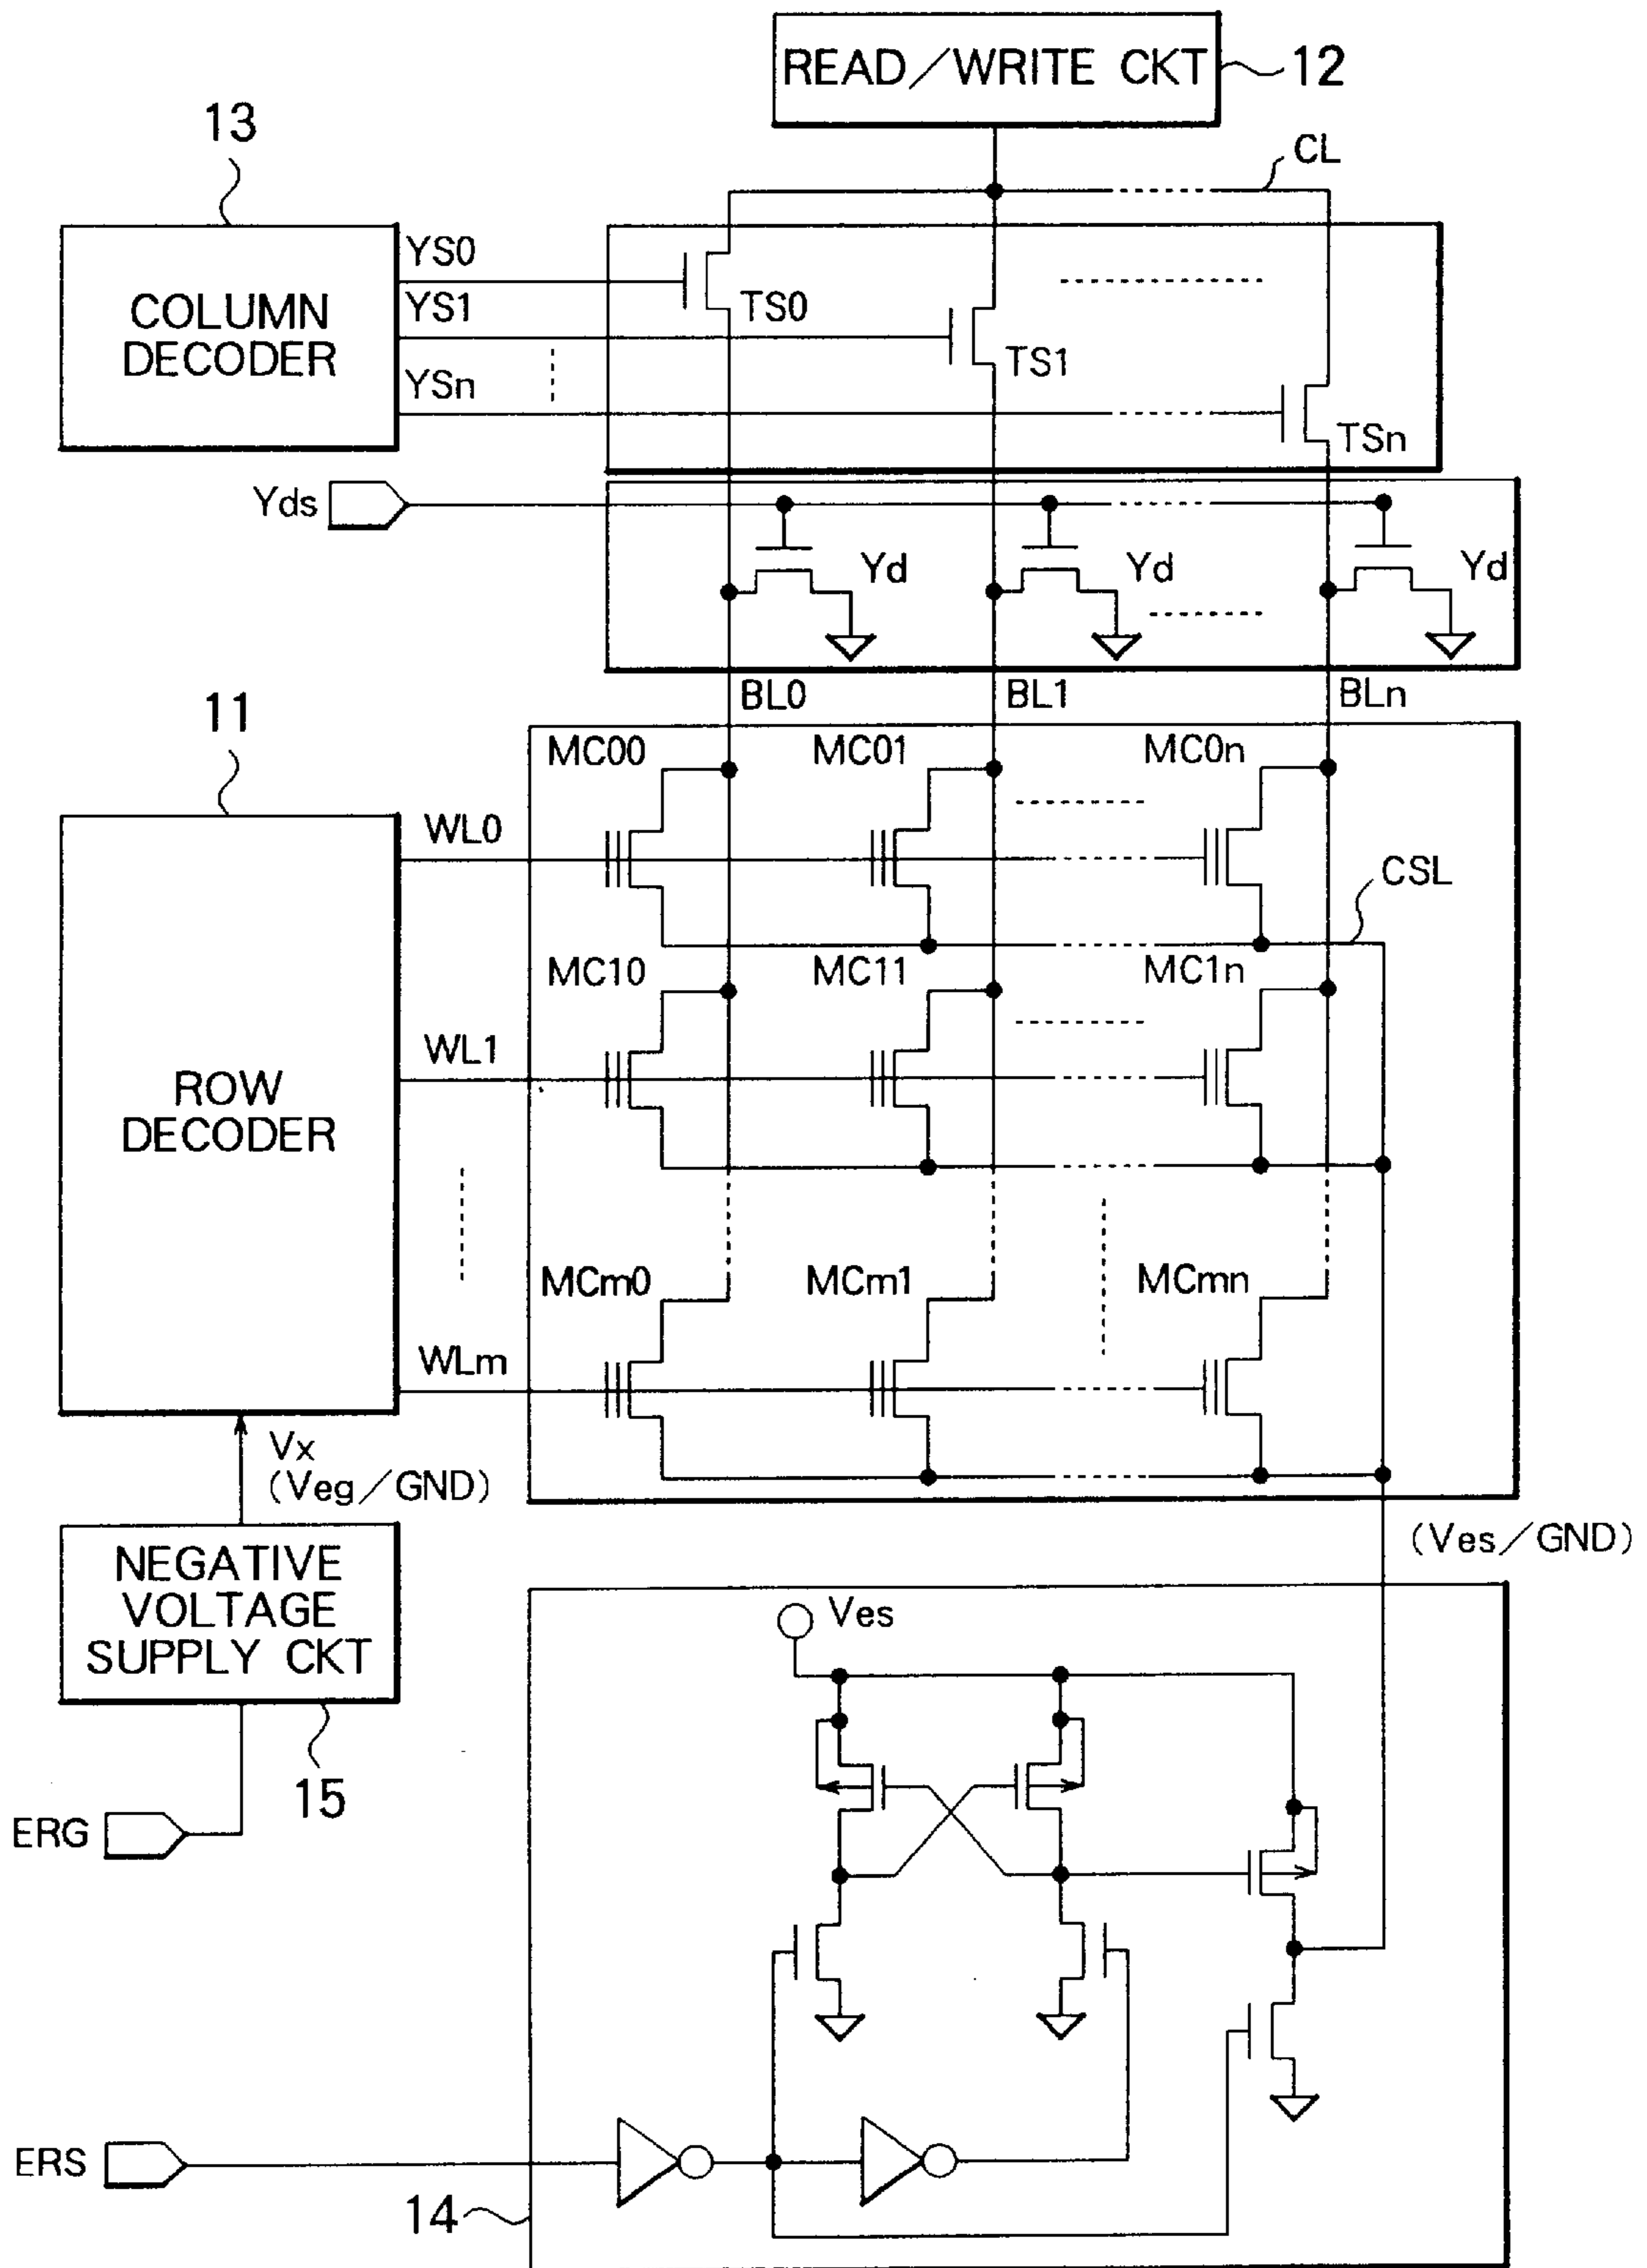 READ/WRITE CKT
12
13
CL
COLUMN
DECODER
YS0
YS1
YSn
TS0
TS1
TSn
Yds
Yd
Yd
Yd
BL0
BL1
BLn
11
MC00
MC01
MC0n
WL0
CSL
MC10
MC11
MC1n
WL1
ROW
DECODER
MCm0
MCm1
MCmn
WLm
Vx
(Veg/GND)
(Ves/GND)
NEGATIVE
VOLTAGE
SUPPLY CKT
Ves
15
ERG
ERS
14